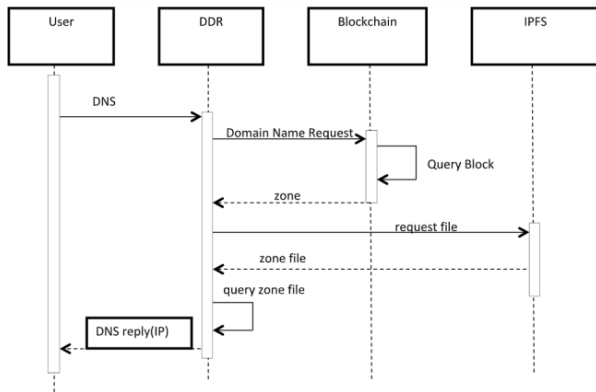 User
DDR
Blockchain
IPFS
DNS
Domain Name Request
Query Block
zone
request file
zone file
query zone file
DNS reply(IP)